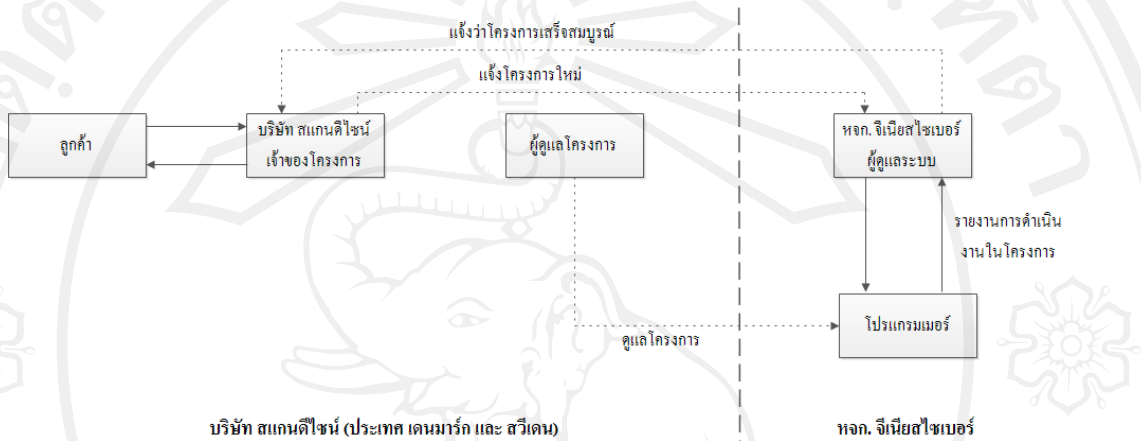 แจ้งว่าโครงการเสร็จสมบูรณ์
แจ้งโครงการใหม่
ลูกค้า
บริษัท สแกนดีไซน์
เจ้าของโครงการ
ผู้ดูแลโครงการ
หจก. จีเนียสไซเบอร์
ผู้ดูแลระบบ
รายงานการดำเนิน
งานในโครงการ
โปรแกรมเมอร์
ดูแลโครงการ
บริษัท สแกนดีไซน์ (ประเทศ เดนมาร์ก และ สวีเดน)
หจก. จีเนียสไซเบอร์